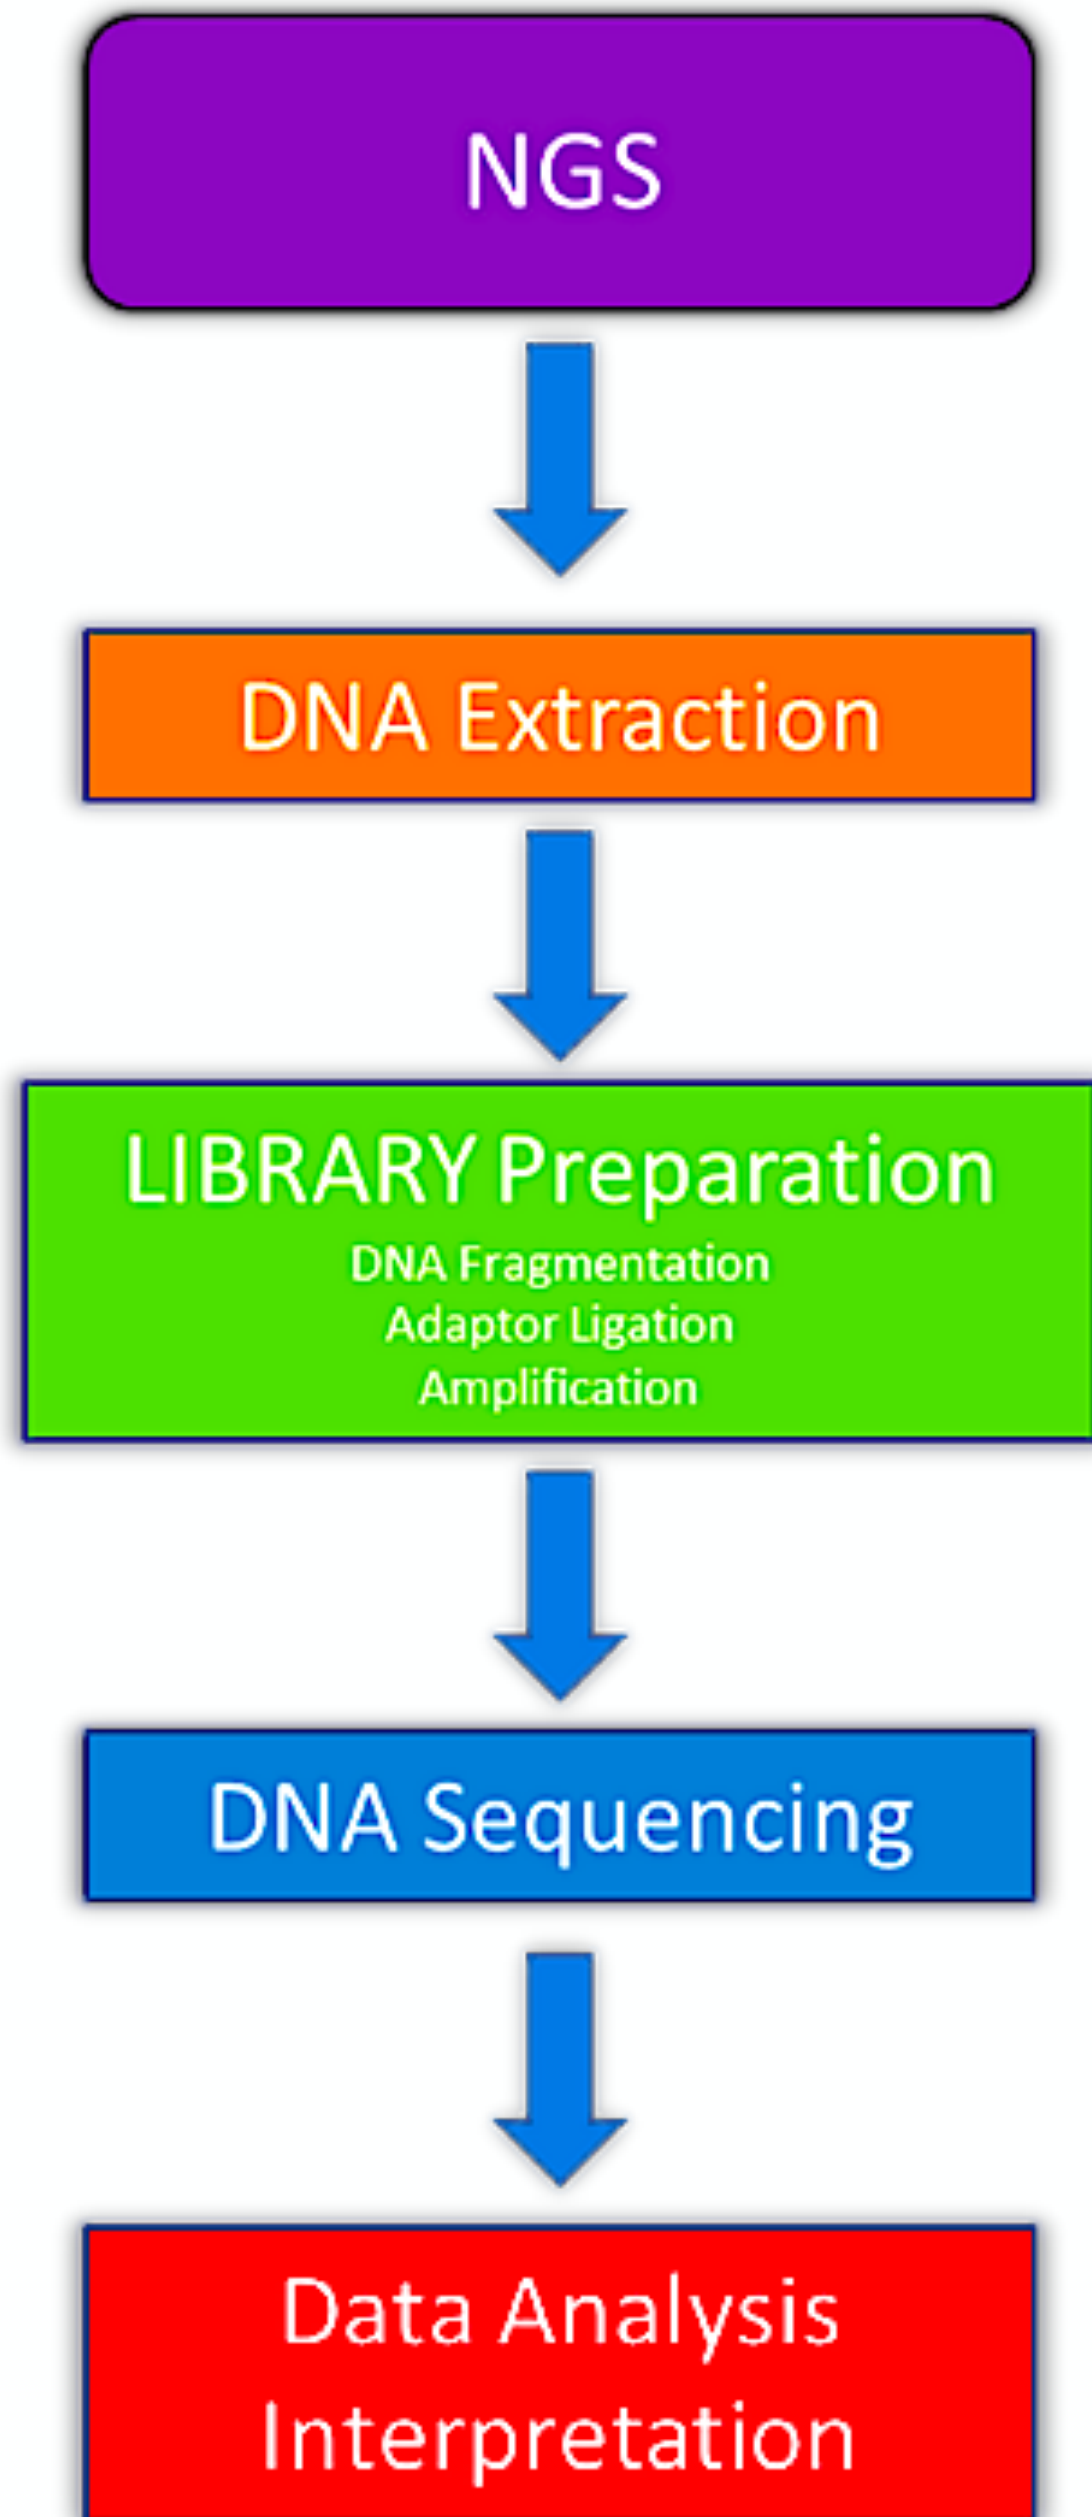 NGS
DNA Extraction
LIBRARY Preparation
DNA Fragmentation
Adaptor Ligation
Amplification
DNA Sequencing
Data Analysis
Interpretation